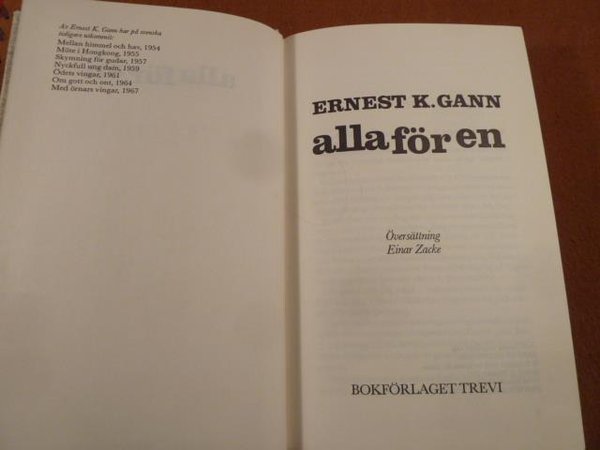 Av Ernest K. Gann har på svenska
tidigare utkommit:
Mellan himmel och hav, 1954
Möte i Hongkong, 1955
Skymning för gudar, 1957
Nyckfull ung dam, 1959
Ödets vingar, 1961
Om gott och ont, 1964
Med örnars vingar, 1967
ERNEST K. GANN
alla för en
Översättning
Einar Zacke
BOKFÖRLAGET TREVI